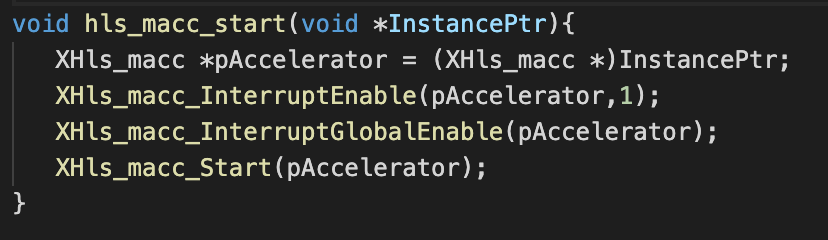 void hls_macc_start(void *InstancePtr){
XHls_macc *pAccelerator = (XHls_macc *)InstancePtr;
XHls_macc_InterruptEnable(pAccelerator,1);
XHls_macc_InterruptGlobalEnable(pAccelerator);
XHls_macc_Start(pAccelerator);
}